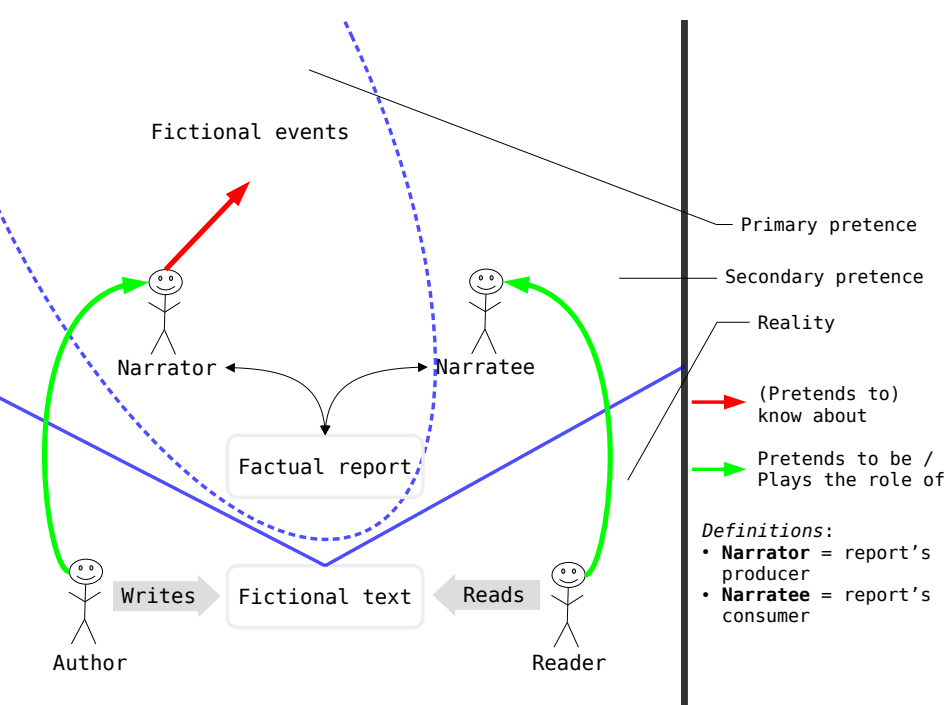 Fictional events
Primary pretence
Secondary pretence
Reality
Narrator
Narratee
(Pretends to)
know about
Factual report
Pretends to be /
Plays the role of
Definitions:
• Narrator = report’s
producer
• Narratee = report’s
consumer
Writes
Fictional text
Reads
Author
Reader